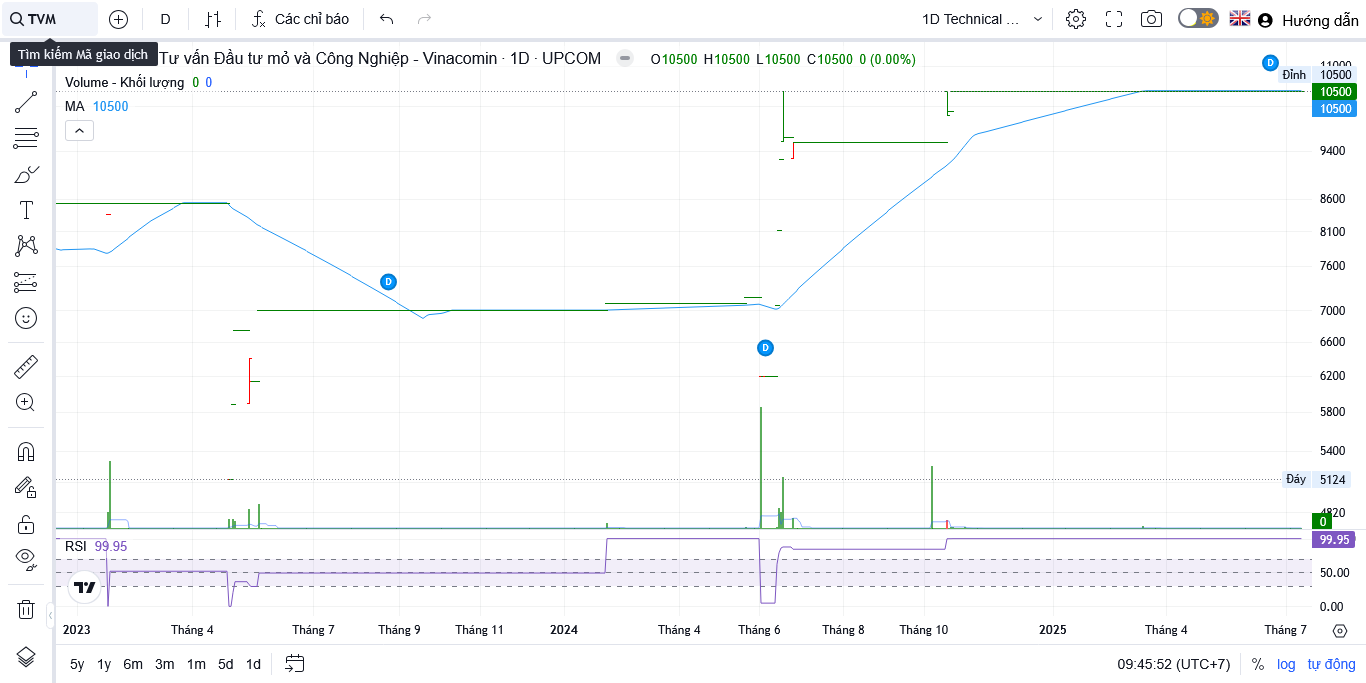 TVM
D
Các chỉ báo
1D Technical ...
Hướng dẫn
Tìm kiếm Mã giao dịch
Tư vấn Đầu tư mỏ và Công Nghiệp - Vinacomin · 1D · UPCOM
O10500 H10500 L10500 C10500 0 (0.00%)
Volume - Khối lượng 0 0
MA 10500
D
D
D
11000
Đỉnh 10500
10500
10500
9400
8600
8100
7600
7000
6600
6200
5800
5400
Đáy 5124
4820
0
RSI 99.95
99.95
50.00
0.00
2023 Tháng 4 Tháng 7 Tháng 9 Tháng 11 2024 Tháng 4 Tháng 6 Tháng 8 Tháng 10 2025 Tháng 4 Tháng 7
5y 1y 6m 3m 1m 5d 1d
09:45:52 (UTC+7) % log tự động